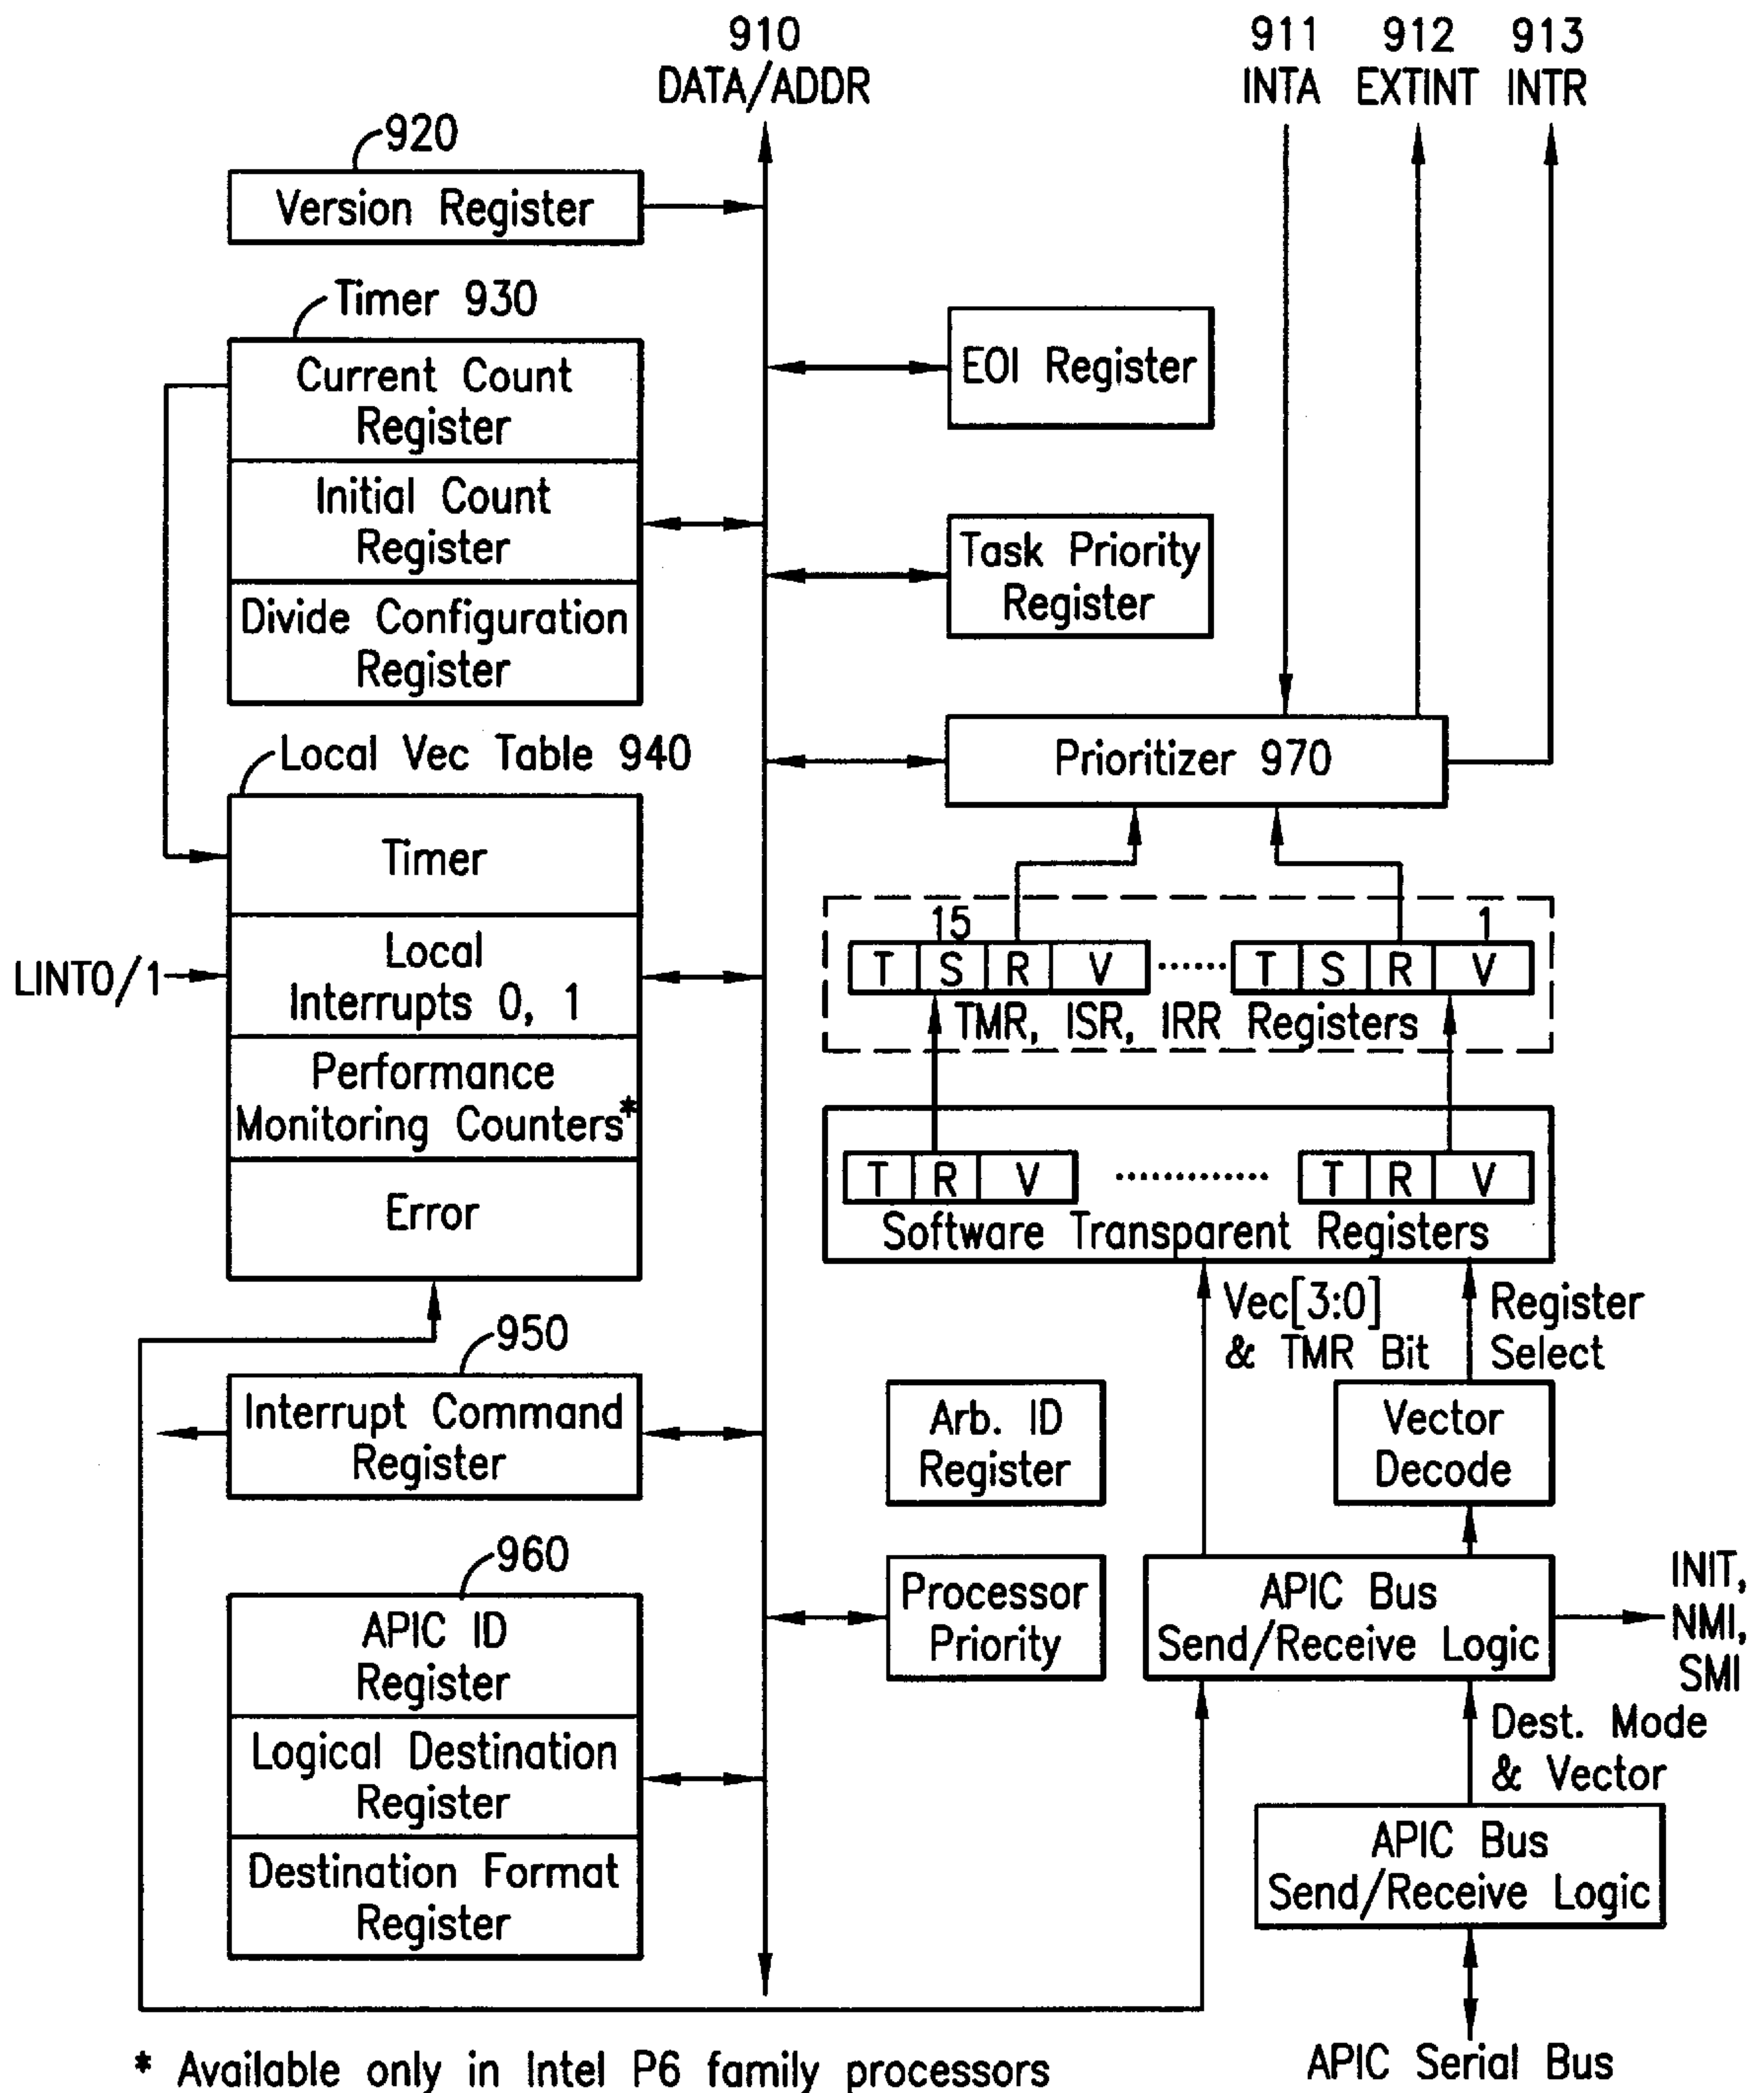 910
DATA/ADDR
911
INTA
912
EXTINT
913
INTR
920
Version Register
Timer 930
Current Count
Register
Initial Count
Register
Divide Configuration
Register
EOI Register
Task Priority
Register
Prioritizer 970
Local Vec Table 940
Timer
LINT0/1
Local
Interrupts 0, 1
Performance
Monitoring Counters*
Error
15
1
T S R V ...... T S R V
TMR, ISR, IRR Registers
T R V ............. T R V
Software Transparent Registers
Vec[3:0]
& TMR Bit
Register
Select
950
Interrupt Command
Register
Arb. ID
Register
Vector
Decode
960
APIC ID
Register
Logical Destination
Register
Destination Format
Register
Processor
Priority
APIC Bus
Send/Receive Logic
INIT,
NMI,
SMI
Dest. Mode
& Vector
APIC Bus
Send/Receive Logic
APIC Serial Bus
* Available only in Intel P6 family processors